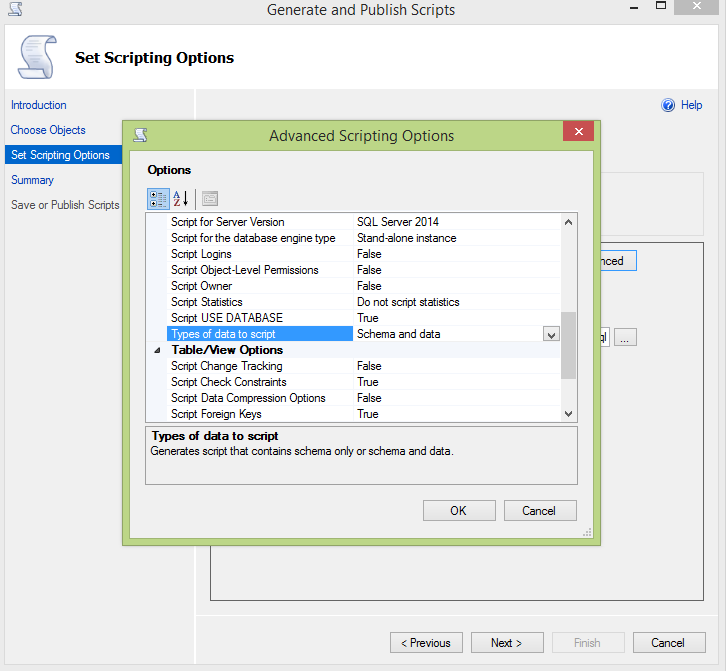 Generate and Publish Scripts
Set Scripting Options
Introduction
Help
Choose Objects
Set Scripting Options
Summary
Save or Publish Scripts
Advanced Scripting Options
Options
Script for Server Version SQL Server 2014
Script for the database engine type Stand-alone instance
Script Logins False
Script Object-Level Permissions False
Script Owner False
Script Statistics Do not script statistics
Script USE DATABASE True
Types of data to script Schema and data
Table/View Options
Script Change Tracking False
Script Check Constraints True
Script Data Compression Options False
Script Foreign Keys True
Types of data to script
Generates script that contains schema only or schema and data.
OK Cancel
nced
ql ...
< Previous Next > Finish Cancel